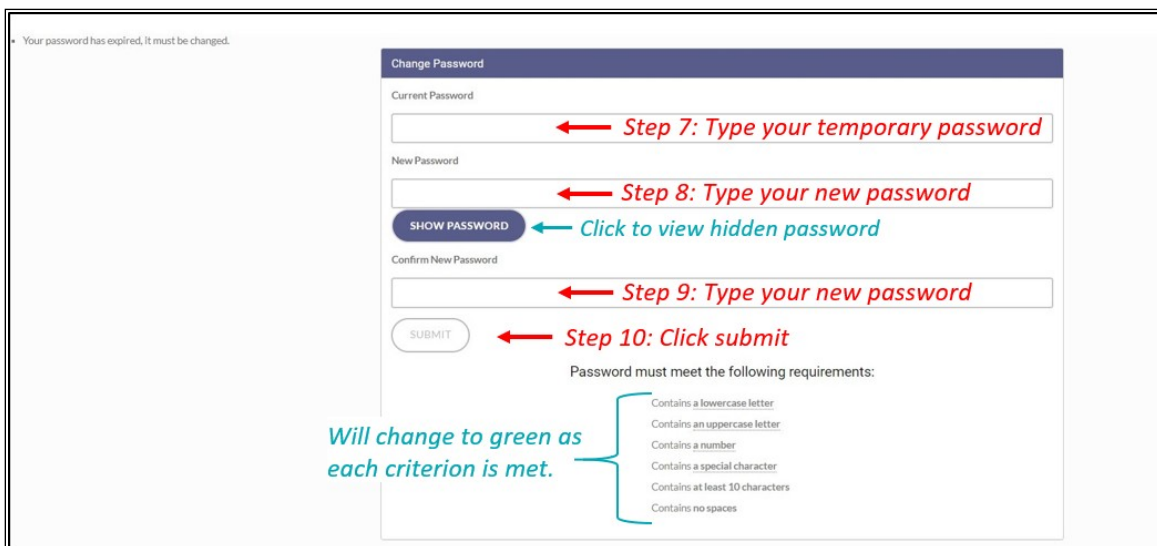 Your password has expired, it must be changed.
Change Password
Current Password
Step 7: Type your temporary password
New Password
Step 8: Type your new password
SHOW PASSWORD
Click to view hidden password
Confirm New Password
Step 9: Type your new password
SUBMIT
Step 10: Click submit
Password must meet the following requirements:
Contains a lowercase letter
Contains an uppercase letter
Contains a number
Contains a special character
Contains at least 10 characters
Contains no spaces
Will change to green as
each criterion is met.